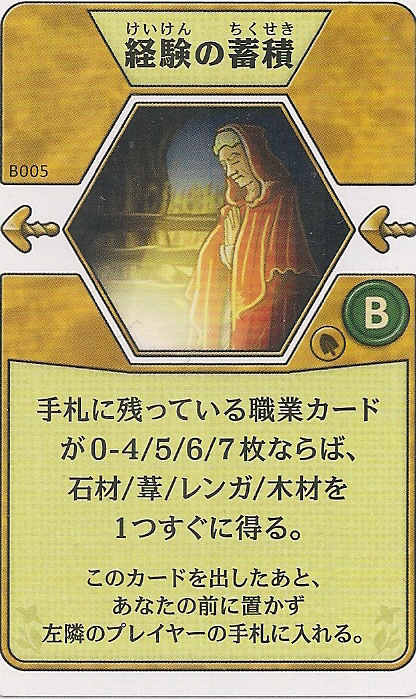 けいけん ちくせき
経験の蓄積
B005
B
手札に残っている職業カード
が0-4/5/6/7枚ならば、
石材/葦/レンガ/木材を
1つすぐに得る。
このカードを出したあと、
あなたの前に置かず
左隣のプレイヤーの手札に入れる。